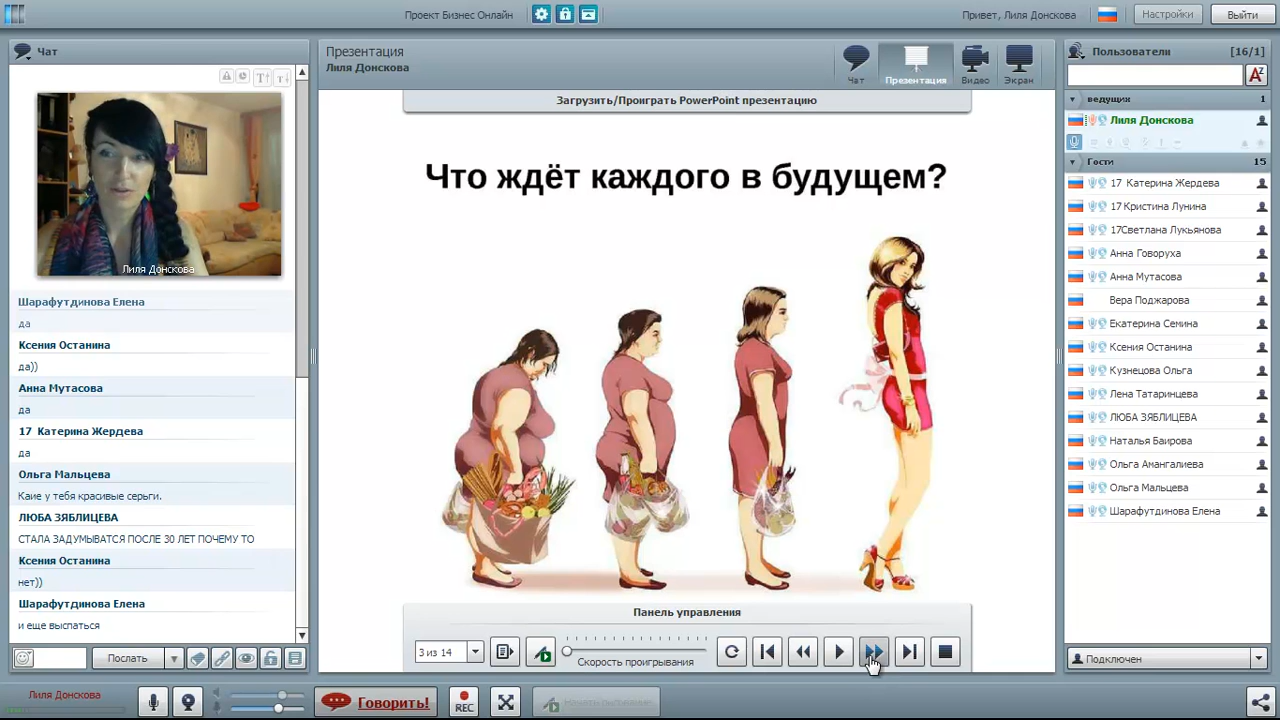 Проект Бизнес Онлайн
Привет, Лиля Донскова
Настройки
Выйти
Чат
Т↑ Т↓
Лиля Донскова
Шарафутдинова Елена
да
Ксения Останина
да))
Анна Мутасова
да
17 Катерина Жердева
да
Ольга Мальцева
Каие у тебя красивые серьги.
ЛЮБА ЗЯБЛИЦЕВА
СТАЛА ЗАДУМЫВАТСЯ ПОСЛЕ 30 ЛЕТ ПОЧЕМУ ТО
Ксения Останина
нет))
Шарафутдинова Елена
и еще выспаться
Послать
Презентация
Лиля Донскова
Чат
Презентация
Видео
Экран
Загрузить/Проиграть PowerPoint презентацию
Что ждёт каждого в будущем?
Панель управления
3 из 14
Скорость проигрывания
Пользователи
[16/1]
AZ
ведущия 1
Лиля Донскова
Гости 15
17 Катерина Жердева
17 Кристина Лунина
17Светлана Лукьянова
Анна Говоруха
Анна Мутасова
Вера Поджарова
Екатерина Семина
Ксения Останина
Кузнецова Ольга
Лена Татаринцева
ЛЮБА ЗЯБЛИЦЕВА
Наталья Баирова
Ольга Амангалиева
Ольга Мальцева
Шарафутдинова Елена
Подключен
Лиля Донскова
Говорить!
REC